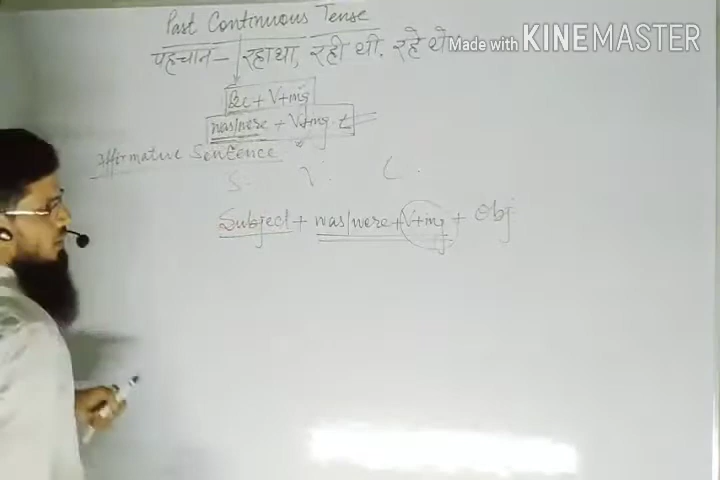 Past Continuous Tense
पहचान - रहा था, रही थी, रहे थे
Made with KINEMASTER
Be + V+ing
was/were + V+ing
Affirmative Sentence
S. V. C.
Subject + was/were + V+ing + Obj